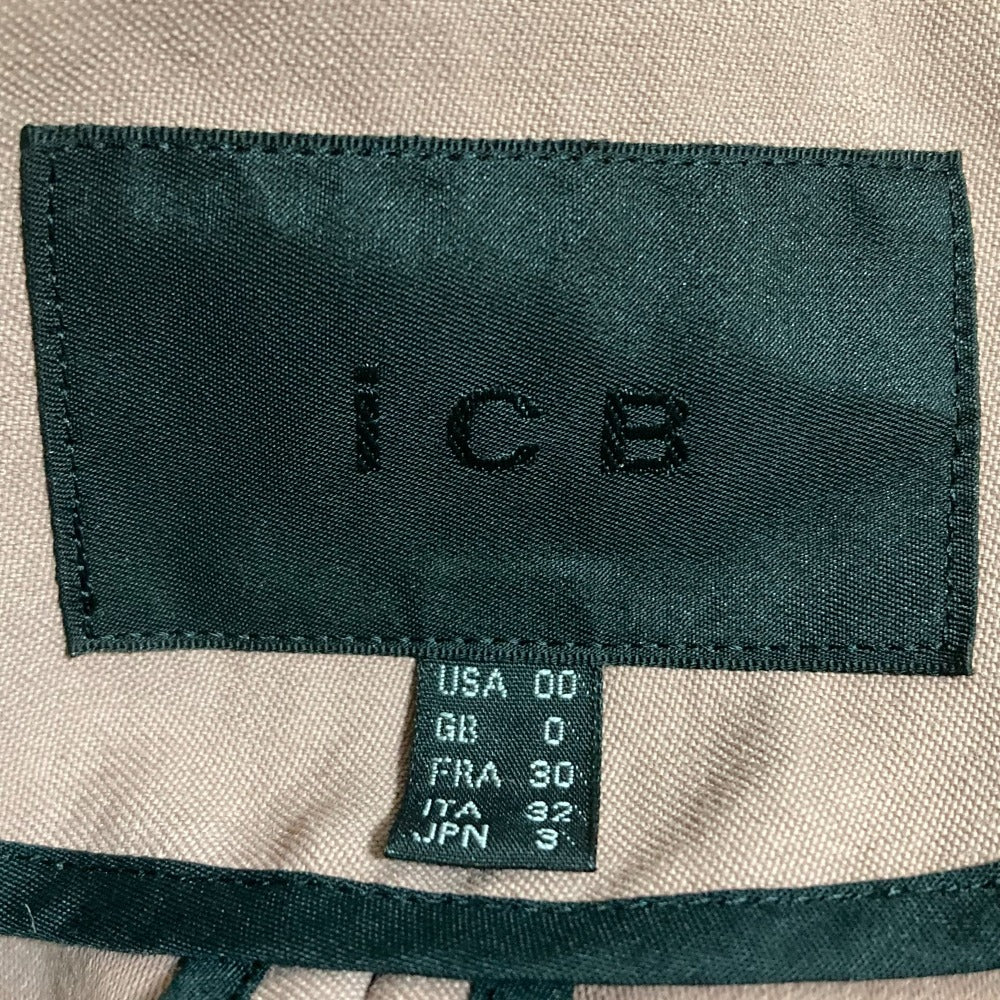 iCB
USA 00
GB 0
FRA 30
ITA 32
JPN 3